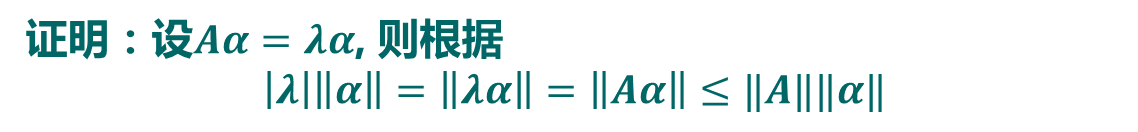 证明：设Aα = λα, 则根据
|λ|‖α‖ = ‖λα‖ = ‖Aα‖ ≤ ‖A‖‖α‖